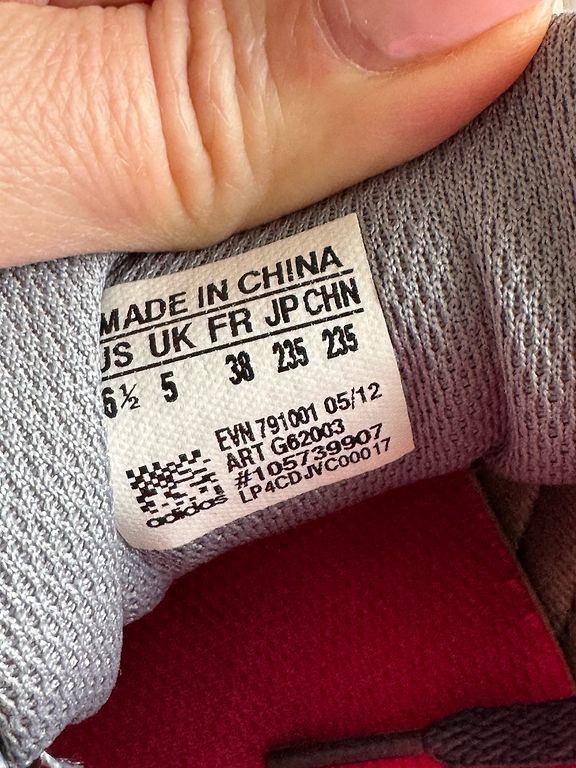 MADE IN CHINA
US UK FR JP CHN
6½ 5 38 235 235
EVN 791001 05/12
ART G62003
#105739907
LP4CDJVC00017
adidas